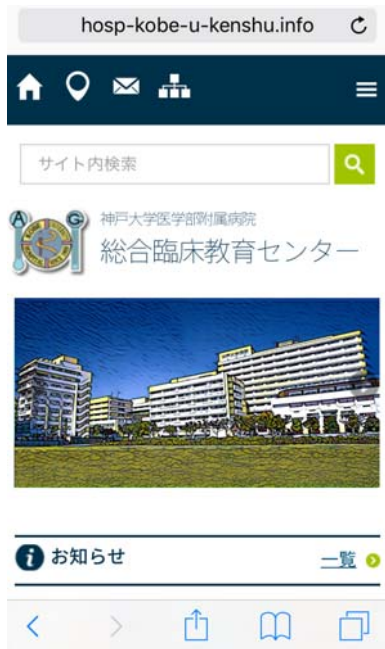 hosp-kobe-u-kenshu.info
サイト内検索
A G
神戸大学医学部附属病院
総合臨床教育センター
お知らせ
一覧